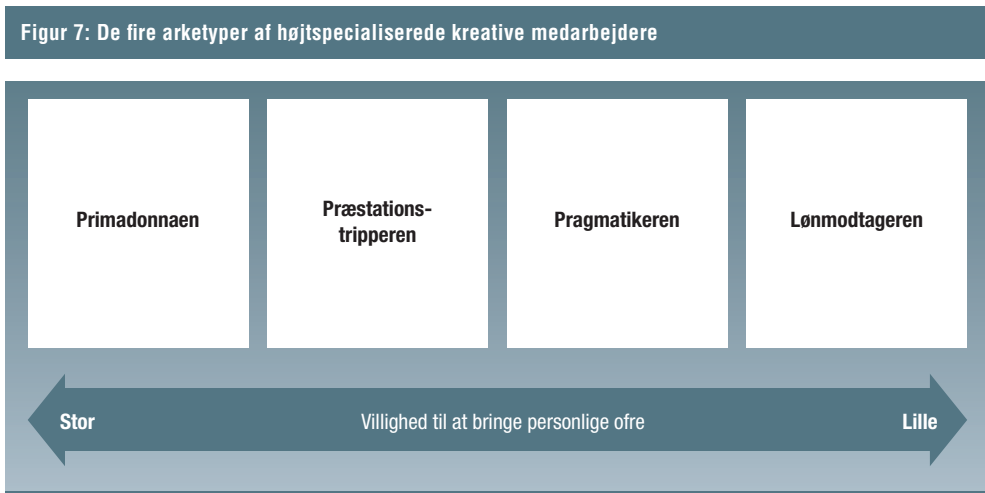 Figur 7: De fire arketyper af højtspecialiserede kreative medarbejdere
Primadonnaen
Præstations-
tripperen
Pragmatikeren
Lønmodtageren
Stor
Villighed til at bringe personlige ofre
Lille